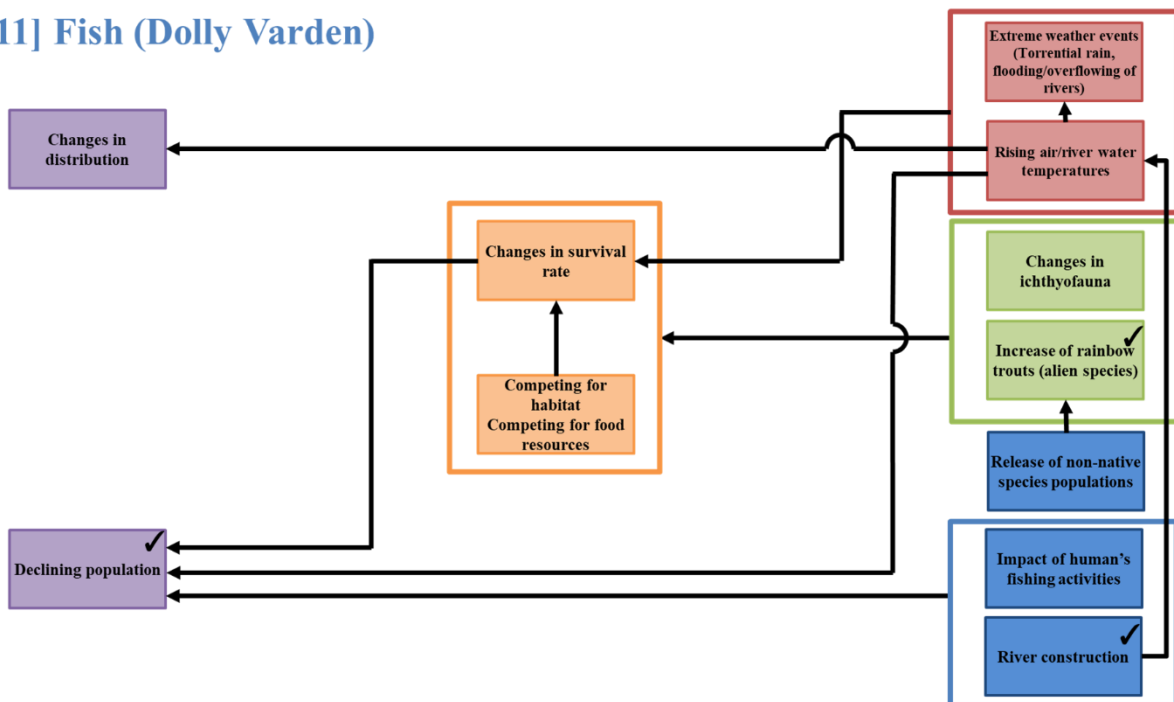 11] Fish (Dolly Varden)
Extreme weather events
(Torrential rain,
flooding/overflowing of
rivers)
Changes in
distribution
Rising air/river water
temperatures
Changes in survival
rate
Changes in
ichthyofauna
Increase of rainbow
trouts (alien species)
Competing for
habitat
Competing for food
resources
Release of non-native
species populations
Declining population
Impact of human’s
fishing activities
River construction